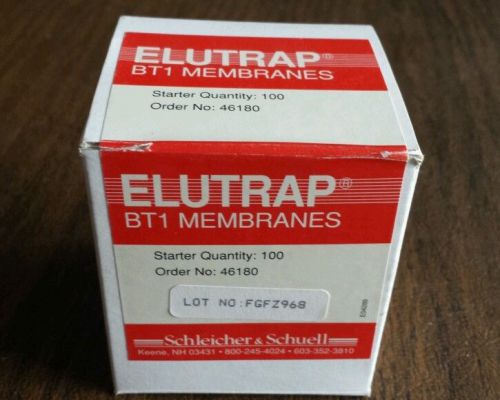 ELUTRAP®
BT1 MEMBRANES
Starter Quantity: 100
Order No: 46180
ELUTRAP®
BT1 MEMBRANES
Starter Quantity: 100
Order No: 46180
LOT NO:FGFZ968
Schleicher & Schuell
Keene, NH 03431 • 800-245-4024 • 603-352-3810